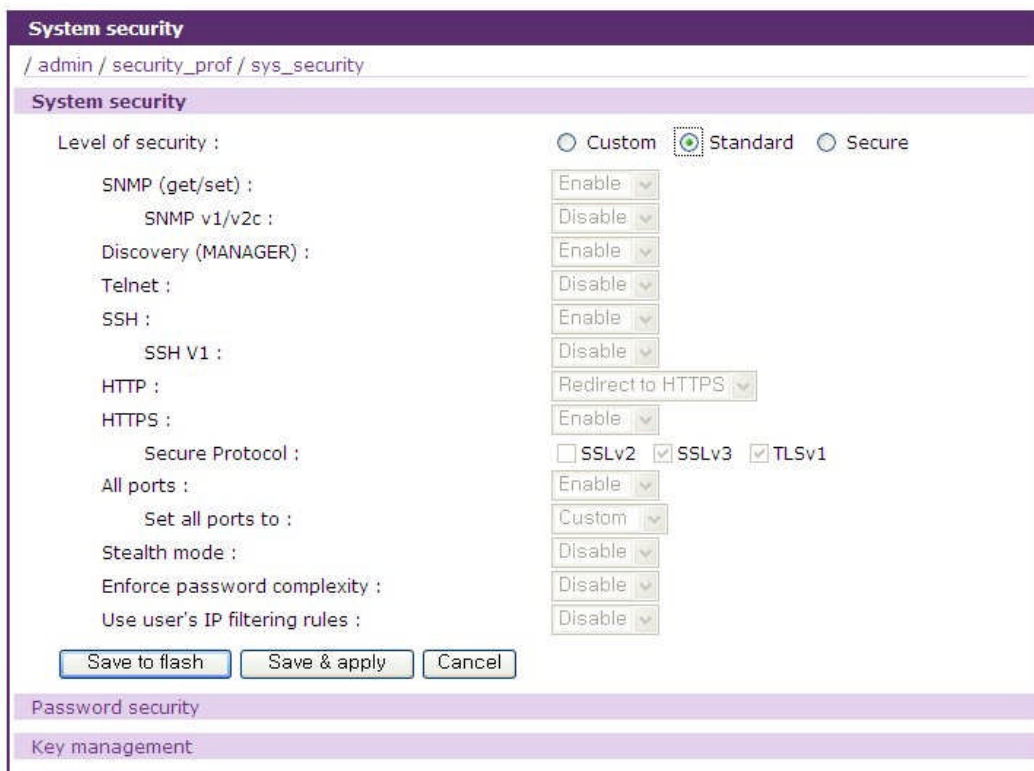 System security
/ admin / security_prof / sys_security
System security
Level of security : Custom Standard Secure
SNMP (get/set) : Enable
SNMP v1/v2c : Disable
Discovery (MANAGER) : Enable
Telnet : Disable
SSH : Enable
SSH V1 : Disable
HTTP : Redirect to HTTPS
HTTPS : Enable
Secure Protocol : SSLv2 SSLv3 TLSv1
All ports : Enable
Set all ports to : Custom
Stealth mode : Disable
Enforce password complexity : Disable
Use user's IP filtering rules : Disable
Save to flash Save & apply Cancel
Password security
Key management